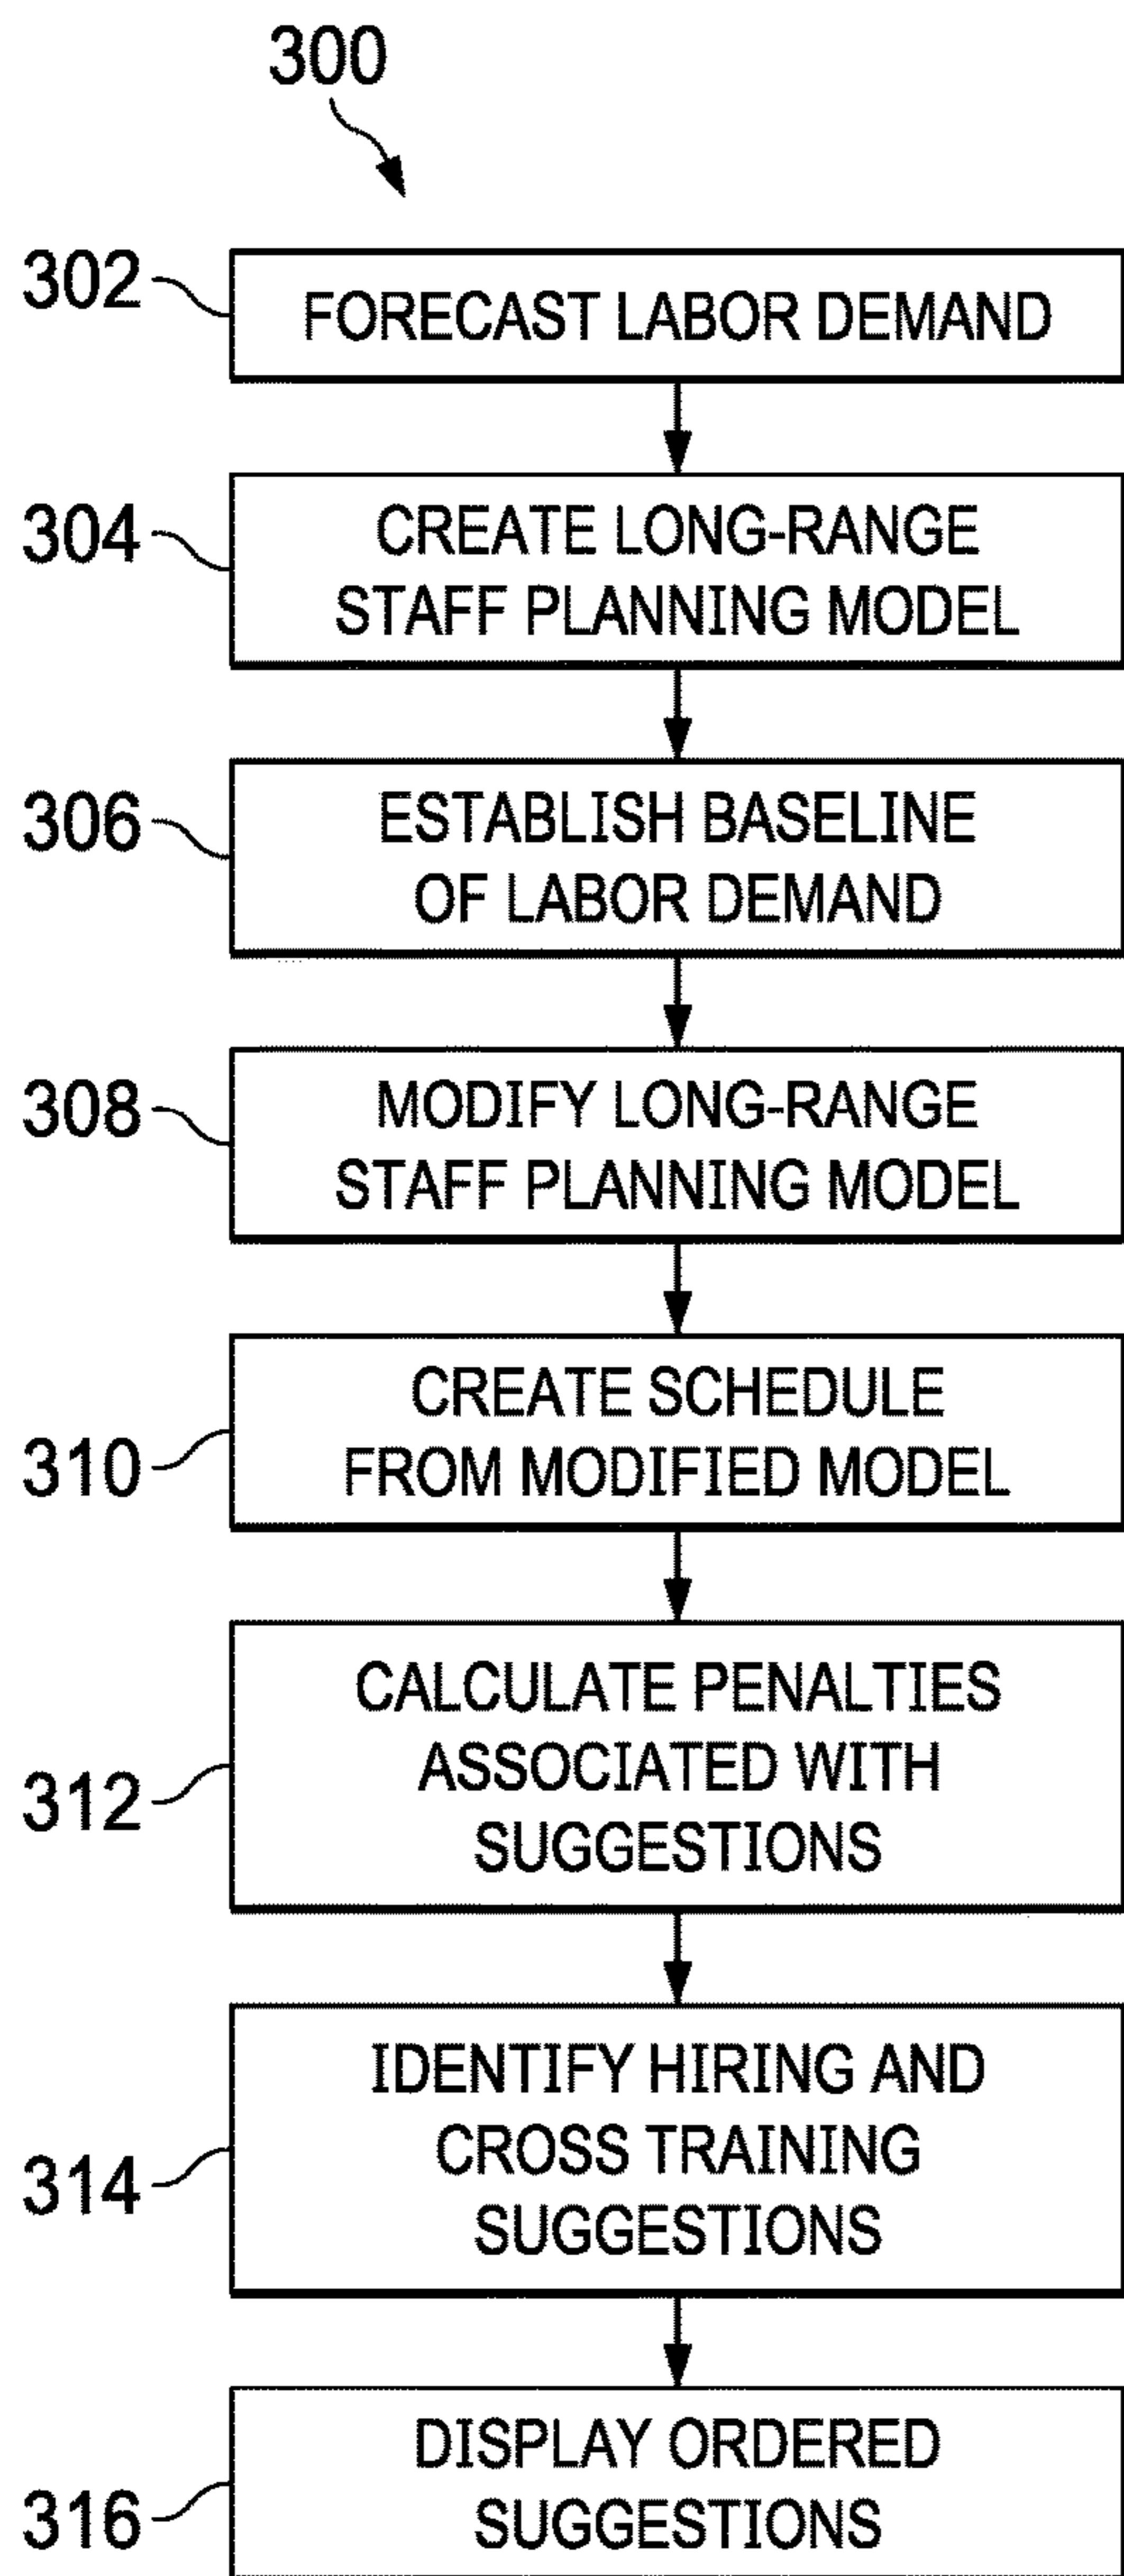 300
302
FORECAST LABOR DEMAND
304
CREATE LONG-RANGE
STAFF PLANNING MODEL
306
ESTABLISH BASELINE
OF LABOR DEMAND
308
MODIFY LONG-RANGE
STAFF PLANNING MODEL
310
CREATE SCHEDULE
FROM MODIFIED MODEL
312
CALCULATE PENALTIES
ASSOCIATED WITH
SUGGESTIONS
314
IDENTIFY HIRING AND
CROSS TRAINING
SUGGESTIONS
316
DISPLAY ORDERED
SUGGESTIONS